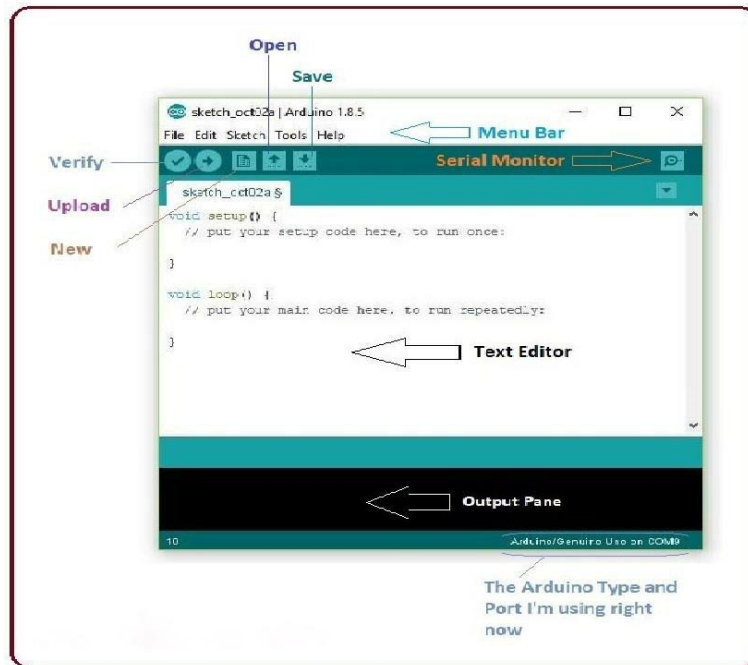 Open
Save
sketch_oct02a | Arduino 1.8.5
File Edit Sketch Tools Help
Menu Bar
Verify
Serial Monitor
Upload
sketch_oct02a §
New
void setup() {
// put your setup code here, to run once:
}
void loop() {
// put your main code here, to run repeatedly:
}
Text Editor
Output Pane
10
Arduino/Genuino Uno on COM9
The Arduino Type and
Port I'm using right
now